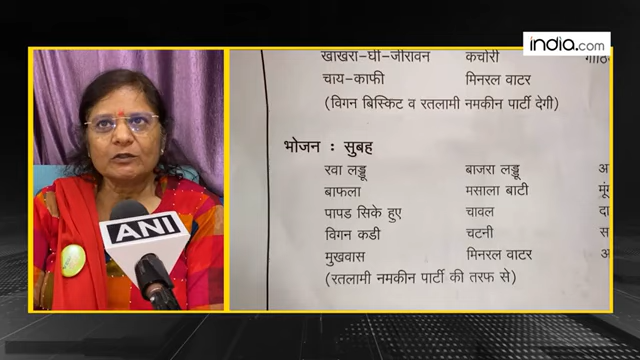 india.com
ANI
खाखरा-घी-जीरावन कचोरी
चाय-काफी मिनरल वाटर
(विगन बिस्किट व रतलामी नमकीन पार्टी देगी)
भोजन : सुबह
रवा लड्डू बाजरा लड्डू
बाफला मसाला बाटी
पापड सिके हुए चावल
विगन कडी चटनी
मुखवास मिनरल वाटर
(रतलामी नमकीन पार्टी की तरफ से)